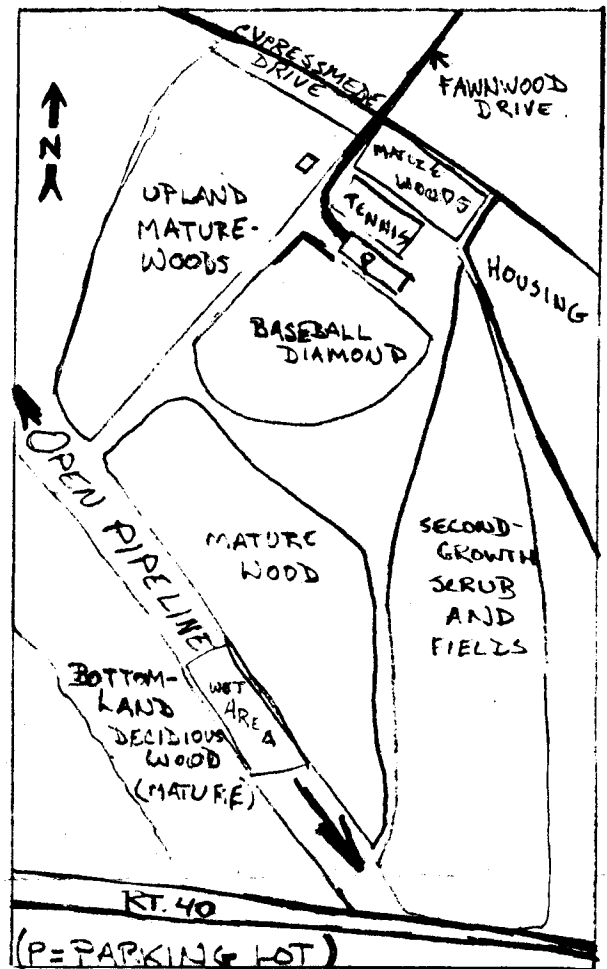 CYPRESSMEDE
DRIVE
FAWNWOOD
DRIVE.
N
MATURE
WOODS
TENNIS
P
UPLAND
MATURE-
WOODS
HOUSING
BASEBALL
DIAMOND
OPEN PIPELINE
MATURE
WOOD
SECOND-
GROWTH
SCRUB
AND
FIELDS
WET
AREA
BOTTOM-
LAND
DECIDIOUS
WOOD
(MATURE)
RT. 40
(P=PARKING LOT)